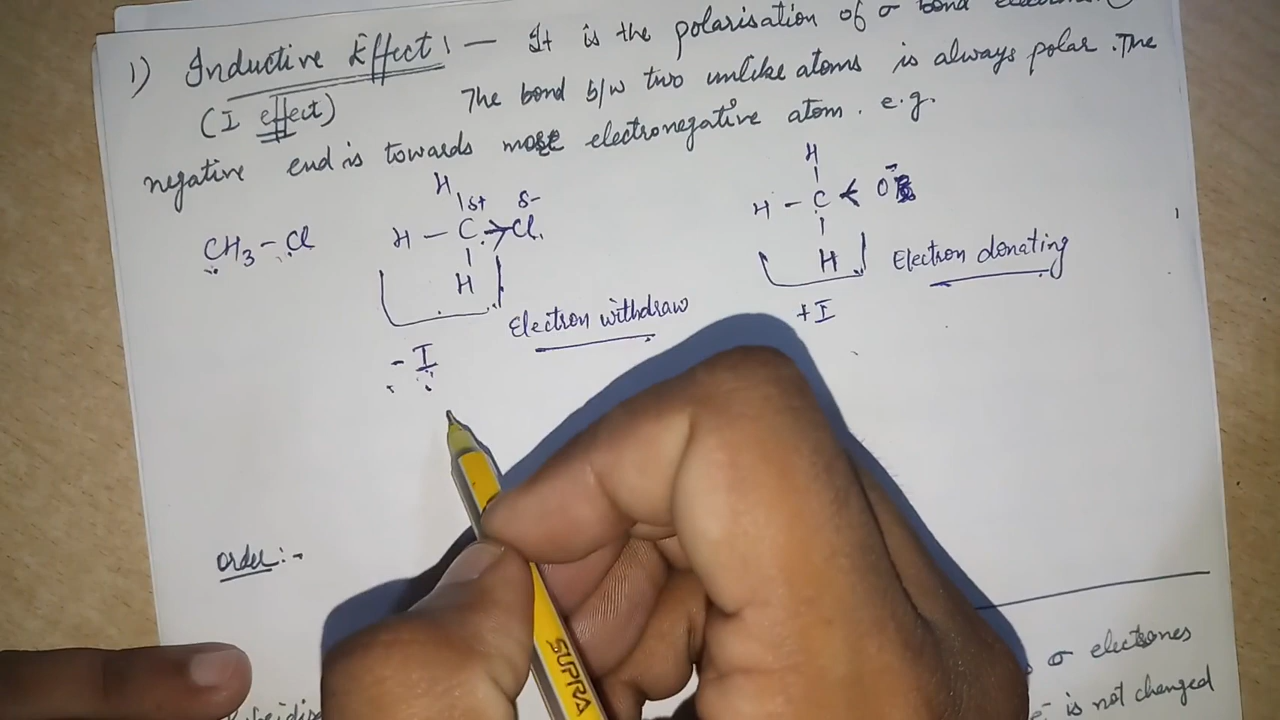 1) Inductive Effect :— It is the polarisation of σ bond
(I effect) The bond b/w two unlike atoms is always polar. The
negative end is towards more electronegative atom. e.g.
CH3 – Cl
H
δ+ δ-
H – C → Cl
H
Electron withdraw
- I
H
H – C < O-
H
Electron donating
+ I
Order :-
σ electrones
is not changed
SUPRA